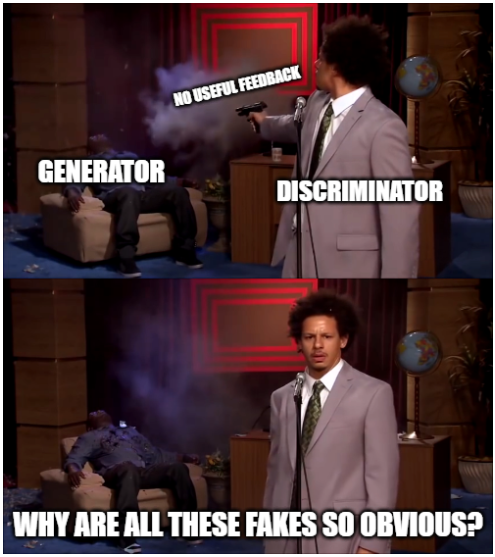 NO USEFUL FEEDBACK
GENERATOR
DISCRIMINATOR
WHY ARE ALL THESE FAKES SO OBVIOUS?